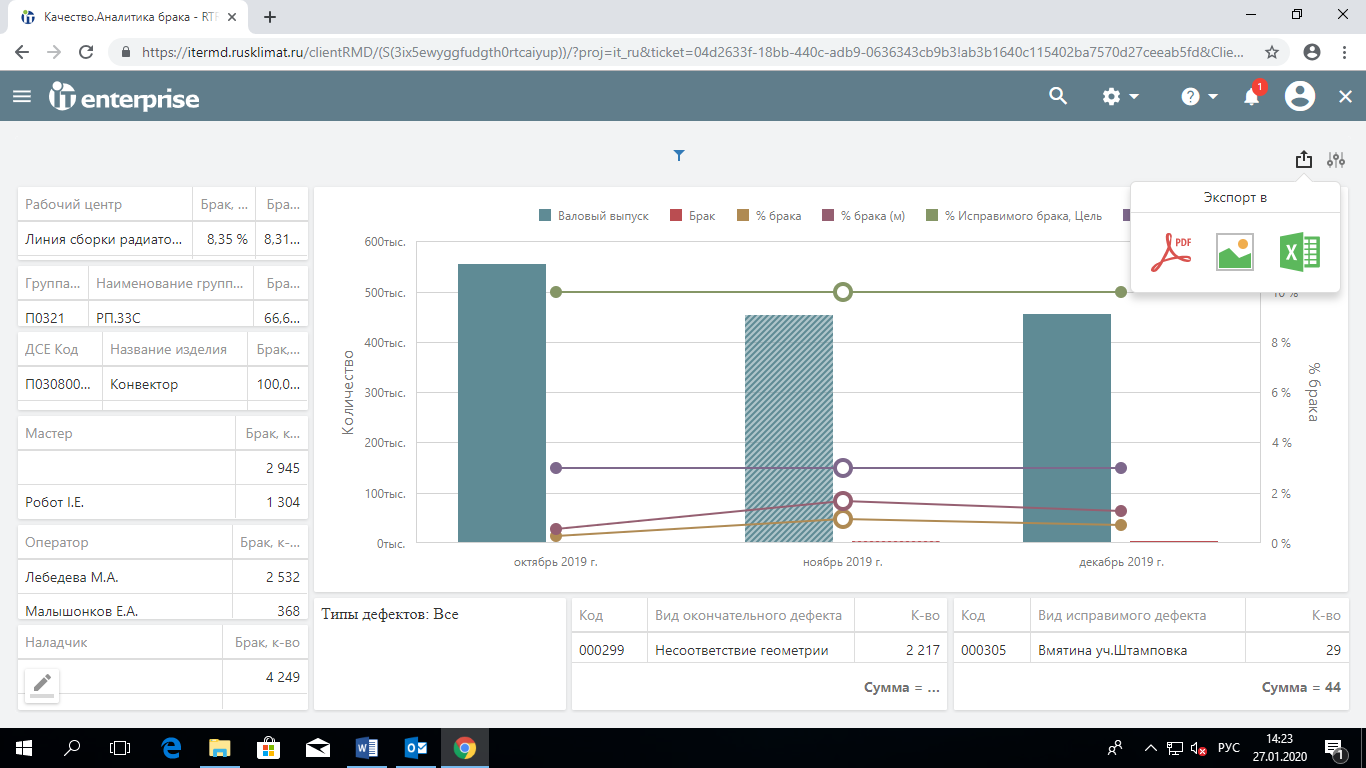 Качество.Аналитика брака - RTF
https://itermd.rusklimat.ru/clientRMD/(S(3ix5ewyggfudgth0rtcaiyup))/?proj=it_ru&ticket=04d2633f-18bb-440c-adb9-0636343cb9b3!ab3b1640c115402ba7570d27ceeab5fd&Clie...
IT enterprise
1
Экспорт в
PDF
X
Рабочий центр Брак, ... Бра...
Линия сборки радиато... 8,35 % 8,31...
Группа... Наименование групп... Бра...
П0321 РП.33С 66,6...
ДСЕ Код Название изделия Брак,...
П030800... Конвектор 100,0...
Мастер Брак, к...
2 945
Робот I.E. 1 304
Оператор Брак, к-...
Лебедева М.А. 2 532
Малышонков Е.А. 368
Наладчик Брак, к-во
4 249
Валовый выпуск Брак % брака % брака (м) % Исправимого брака, Цель
600тыс.
500тыс.
400тыс.
300тыс.
200тыс.
100тыс.
0тыс.
Количество
10 %
8 %
6 %
4 %
2 %
0 %
% брака
октябрь 2019 г. ноябрь 2019 г. декабрь 2019 г.
Типы дефектов: Все
Код Вид окончательного дефекта К-во
000299 Несоответствие геометрии 2 217
Сумма = ...
Код Вид исправимого дефекта К-во
000305 Вмятина уч.Штамповка 29
Сумма = 44
РУС
14:23
27.01.2020
1